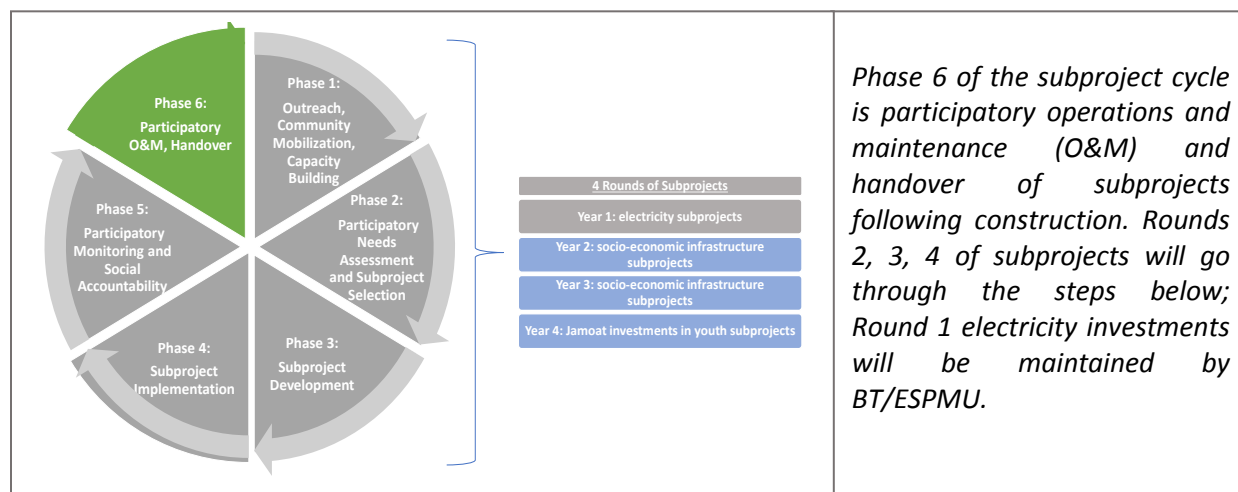 Phase 1:
Outreach,
Community
Mobilization,
Capacity
Building
Phase 2:
Participatory
Needs
Assessment
and Subproject
Selection
Phase 3:
Subproject
Development
Phase 4:
Subproject
Implementation
Phase 5:
Participatory
Monitoring and
Social
Accountability
Phase 6:
Participatory
O&M, Handover
4 Rounds of Subprojects
Year 1: electricity subprojects
Year 2: socio-economic infrastructure
subprojects
Year 3: socio-economic infrastructure
subprojects
Year 4: Jamoat investments in youth subprojects
Phase 6 of the subproject cycle
is participatory operations and
maintenance (O&M) and
handover of subprojects
following construction. Rounds
2, 3, 4 of subprojects will go
through the steps below;
Round 1 electricity investments
will be maintained by
BT/ESPMU.